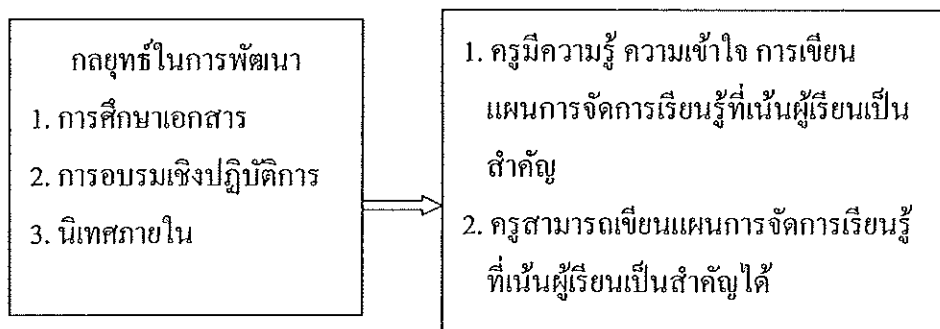 กลยุทธ์ในการพัฒนา
1. การศึกษาเอกสาร
2. การอบรมเชิงปฏิบัติการ
3. นิเทศภายใน
1. ครูมีความรู้ ความเข้าใจ การเขียน
แผนการจัดการเรียนรู้ที่เน้นผู้เรียนเป็น
สำคัญ
2. ครูสามารถเขียนแผนการจัดการเรียนรู้
ที่เน้นผู้เรียนเป็นสำคัญได้